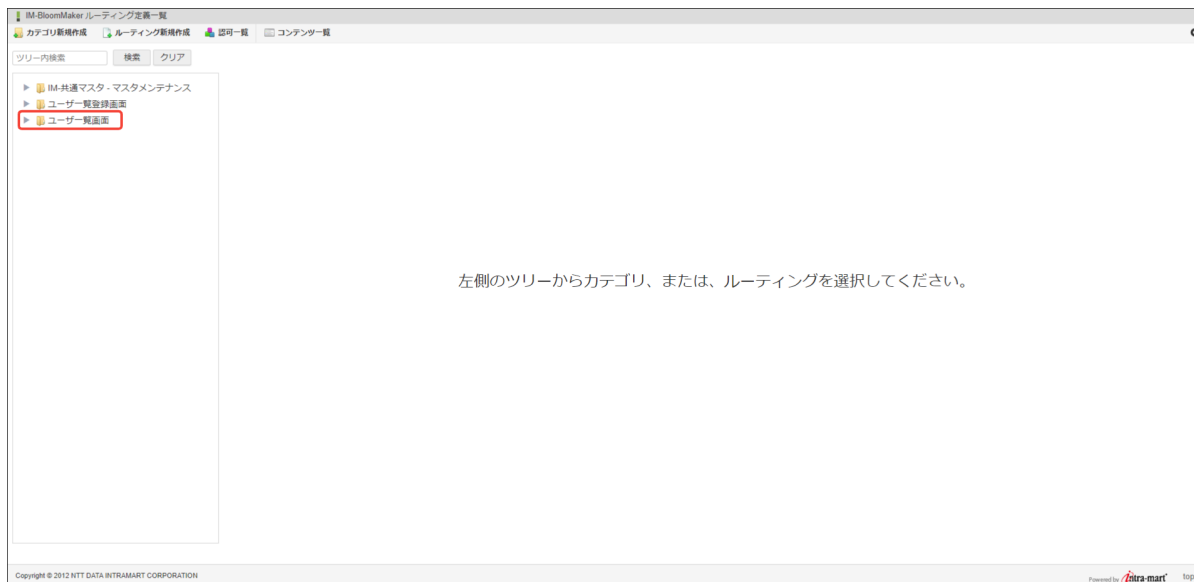 IM-BloomMaker ルーティング定義一覧
カテゴリ新規作成 ルーティング新規作成 認可一覧 コンテンツ一覧
ツリー内検索 検索 クリア
IM-共通マスタ - マスタメンテナンス
ユーザ一覧登録画面
ユーザ一覧画面
左側のツリーからカテゴリ、または、ルーティングを選択してください。
Copyright © 2012 NTT DATA INTRAMART CORPORATION
Powered by intra-mart top